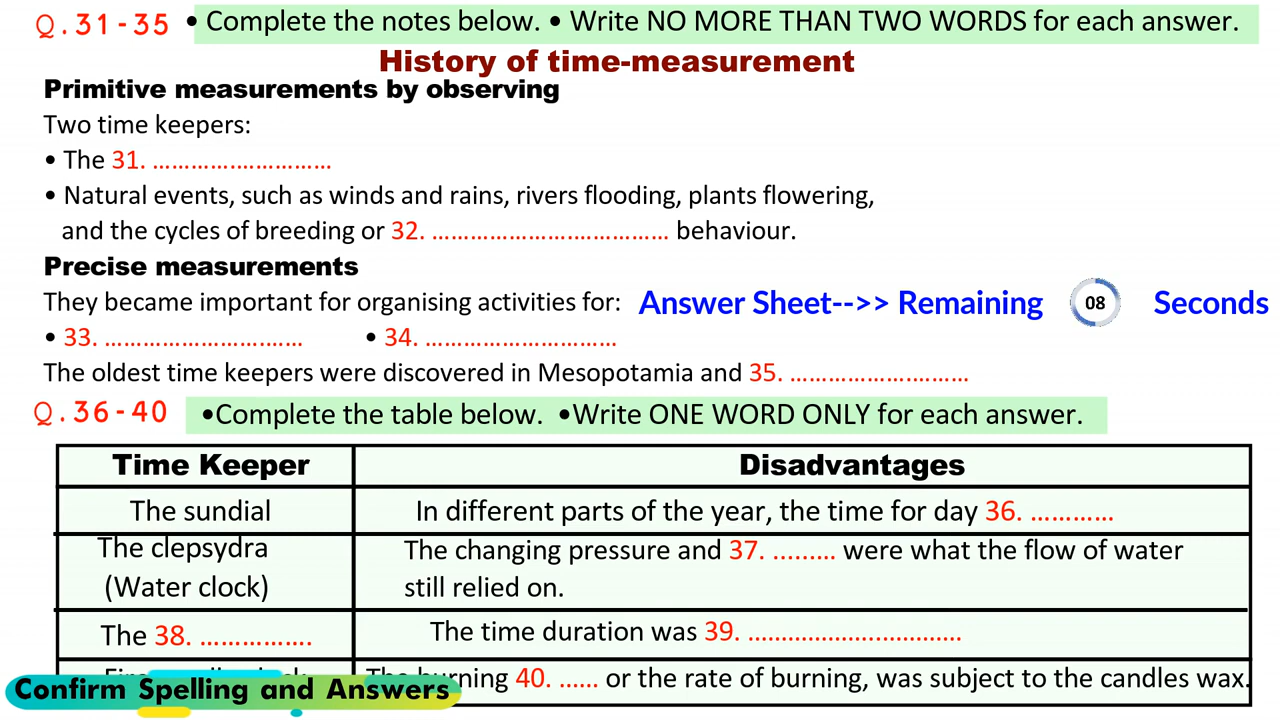 Q.31-35 • Complete the notes below. • Write NO MORE THAN TWO WORDS for each answer.
History of time-measurement
Primitive measurements by observing
Two time keepers:
• The 31. ……………………
• Natural events, such as winds and rains, rivers flooding, plants flowering,
and the cycles of breeding or 32. …………………………… behaviour.
Precise measurements
They became important for organising activities for: Answer Sheet-->> Remaining 08 Seconds
• 33. ……………………… • 34. ………………………
The oldest time keepers were discovered in Mesopotamia and 35. ……………………
Q.36-40 •Complete the table below. •Write ONE WORD ONLY for each answer.
Time Keeper Disadvantages
The sundial In different parts of the year, the time for day 36. …………
The clepsydra The changing pressure and 37. ……… were what the flow of water
(Water clock) still relied on.
The 38. ……………. The time duration was 39. ..............................
The burning 40. …… or the rate of burning, was subject to the candles wax.
Confirm Spelling and Answers